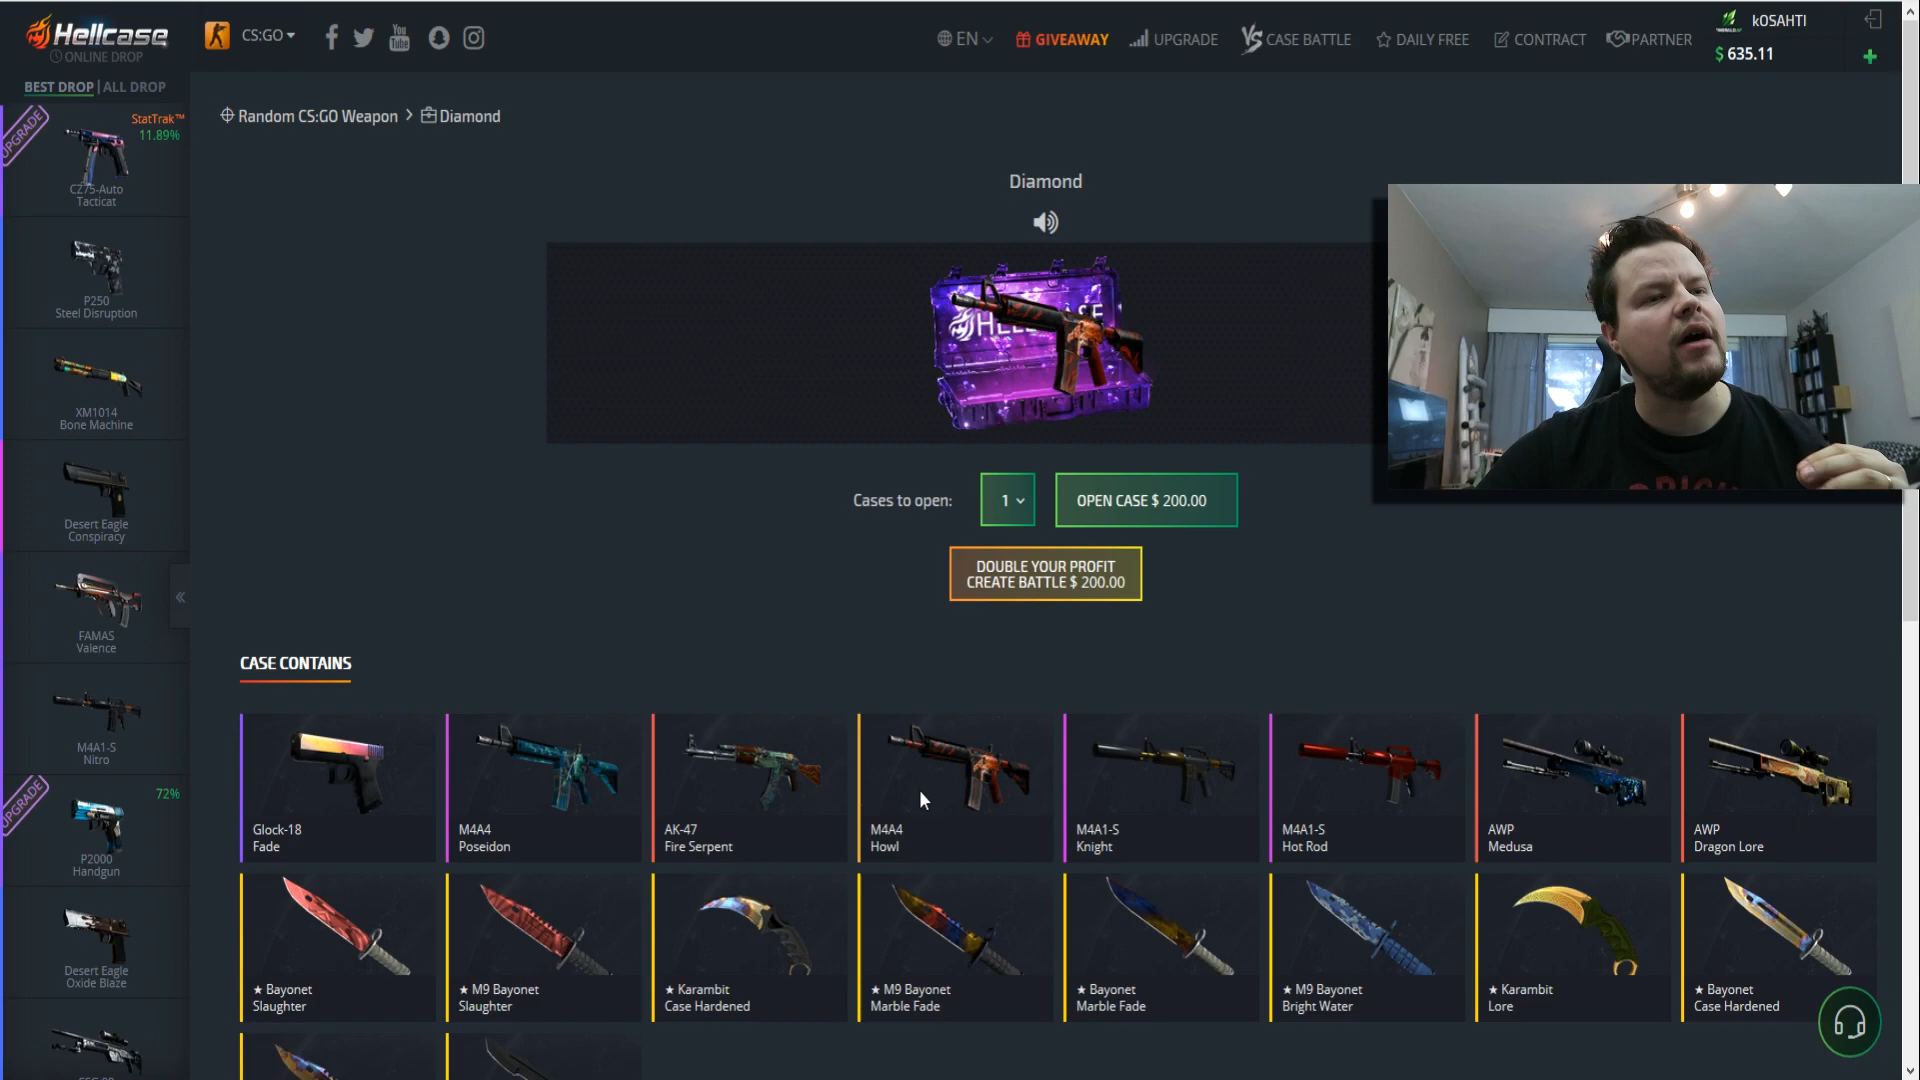 Hellcase
ONLINE DROP
CS:GO
You
Tube
EN
GIVEAWAY
UPGRADE
VS
CASE BATTLE
DAILY FREE
CONTRACT
PARTNER
kOSAHTI
$ 635.11
BEST DROP | ALL DROP
Random CS:GO Weapon > Diamond
UPGRADE
StatTrak™
11.89%
CZ75-Auto
Tacticat
P250
Steel Disruption
XM1014
Bone Machine
Desert Eagle
Conspiracy
FAMAS
Valence
M4A1-S
Nitro
UPGRADE
72%
P2000
Handgun
Desert Eagle
Oxide Blaze
Diamond
Cases to open:
1
OPEN CASE $ 200.00
DOUBLE YOUR PROFIT
CREATE BATTLE $ 200.00
CASE CONTAINS
Glock-18
Fade
M4A4
Poseidon
AK-47
Fire Serpent
M4A4
Howl
M4A1-S
Knight
M4A1-S
Hot Rod
AWP
Medusa
AWP
Dragon Lore
★ Bayonet
Slaughter
★ M9 Bayonet
Slaughter
★ Karambit
Case Hardened
★ M9 Bayonet
Marble Fade
★ Bayonet
Marble Fade
★ M9 Bayonet
Bright Water
★ Karambit
Lore
★ Bayonet
Case Hardened